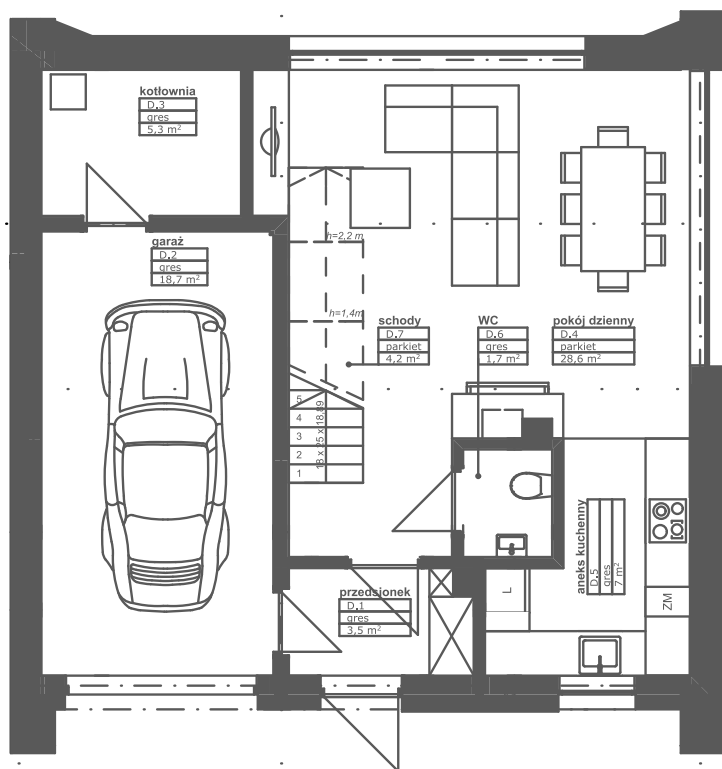 kotłownia
D.3
gres
5,3 m²
garaż
D.2
gres
18,7 m²
h=2,2 m
h=1,4m
schody
D.7
parkiet
4,2 m²
WC
D.6
gres
1,7 m²
pokój dzienny
D.4
parkiet
28,6 m²
5
4
3
2
1
18 x 25 x 18,89
aneks kuchenny
D.5
gres
7 m²
L
ZM
przedsionek
D.1
gres
3,5 m²